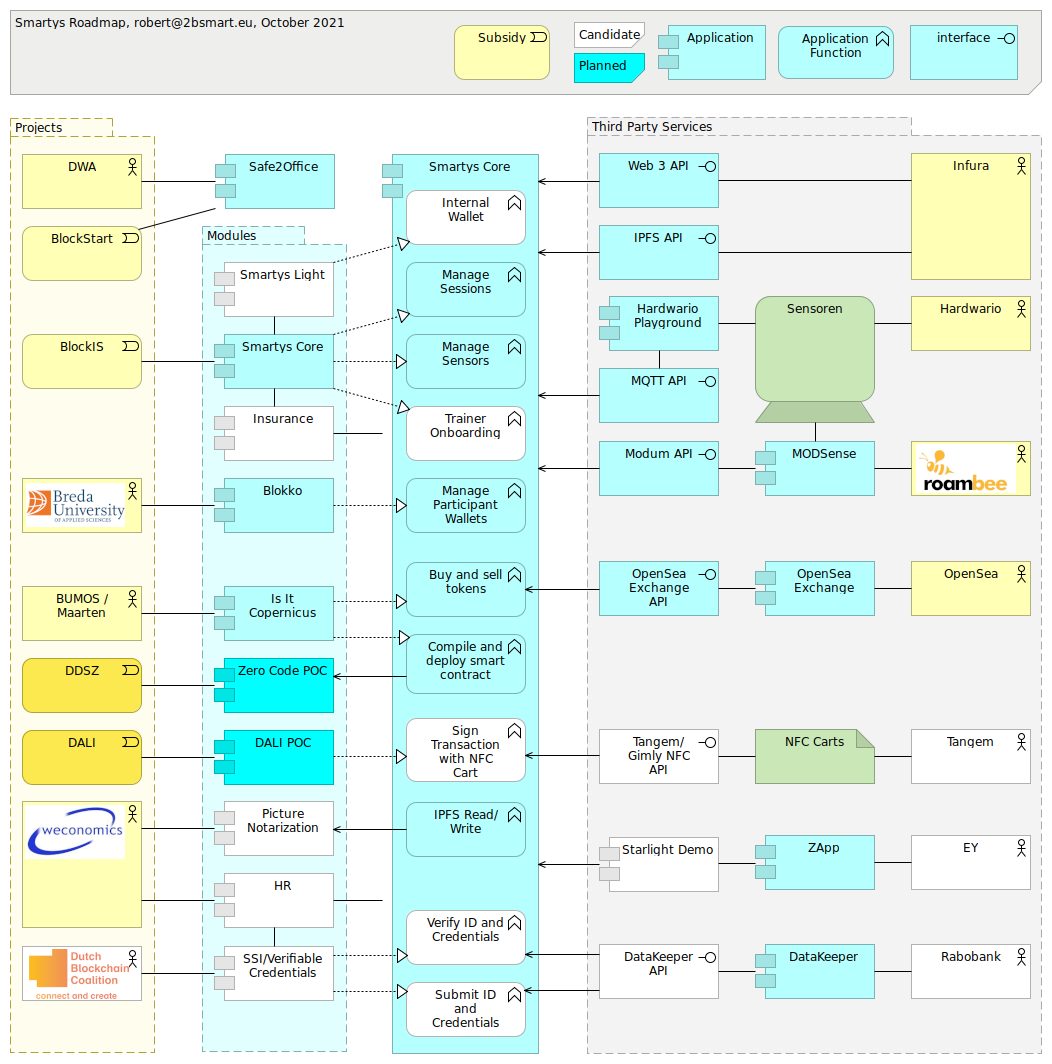 Smartys Roadmap, robert@2bsmart.eu, October 2021
Subsidy
Candidate
Planned
Application
Application
Function
interface
Projects
DWA
BlockStart
BlockIS
Breda
University
OF APPLIED SCIENCES
BUMOS /
Maarten
DDSZ
DALI
weconomics
Dutch
Blockchain
Coalition
connect and create
Safe2Office
Modules
Smartys Light
Smartys Core
Insurance
Blokko
Is It
Copernicus
Zero Code POC
DALI POC
Picture
Notarization
HR
SSI/Verifiable
Credentials
Smartys Core
Internal
Wallet
Manage
Sessions
Manage
Sensors
Trainer
Onboarding
Manage
Participant
Wallets
Buy and sell
tokens
Compile and
deploy smart
contract
Sign
Transaction
with NFC
Cart
IPFS Read/
Write
Verify ID and
Credentials
Submit ID
and
Credentials
Third Party Services
Web 3 API
Infura
IPFS API
Hardwario
Playground
Sensoren
Hardwario
MQTT API
Modum API
MODSense
roambee
OpenSea
Exchange
API
OpenSea
Exchange
OpenSea
Tangem/
Gimly NFC
API
NFC Carts
Tangem
Starlight Demo
ZApp
EY
DataKeeper
API
DataKeeper
Rabobank